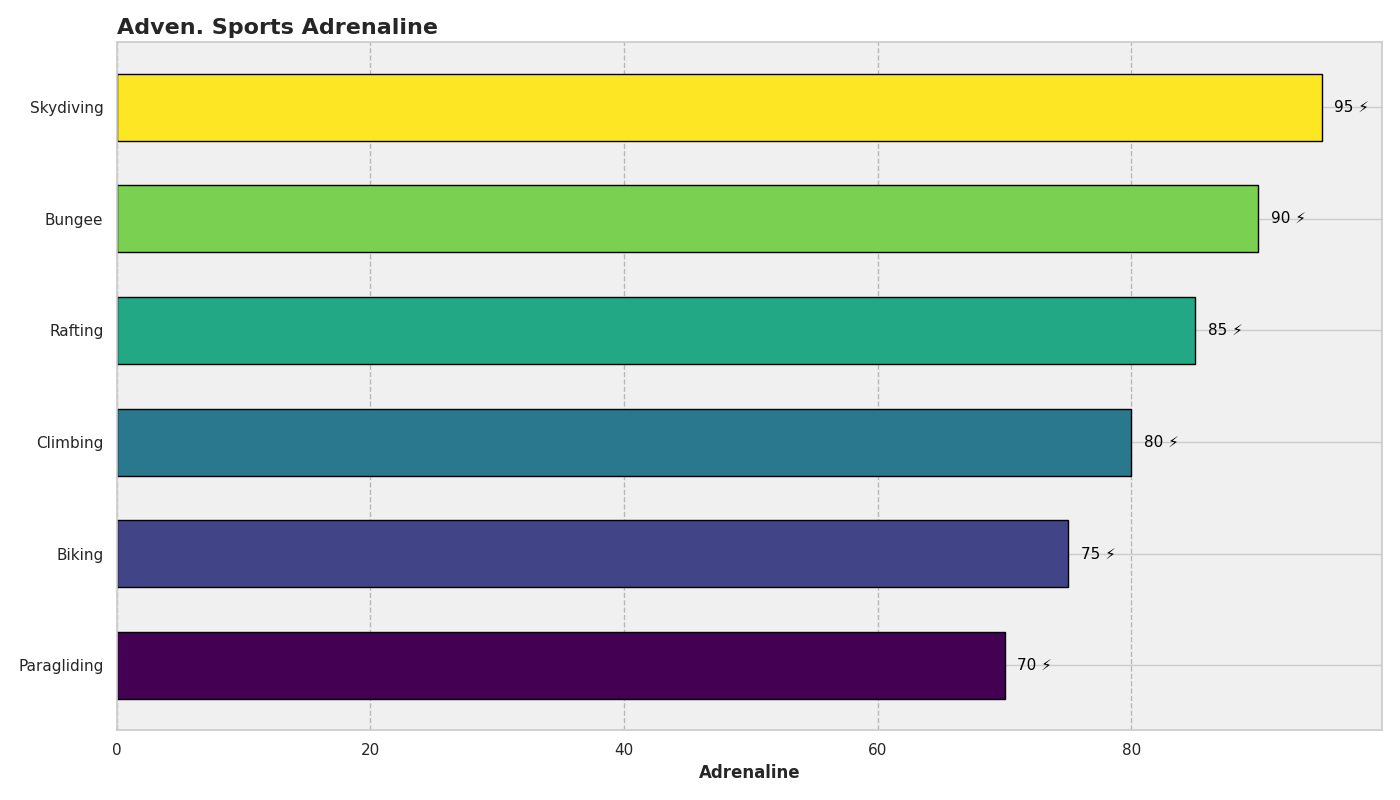 Adven. Sports Adrenaline
Skydiving
95 ⚡
Bungee
90 ⚡
Rafting
85 ⚡
Climbing
80 ⚡
Biking
75 ⚡
Paragliding
70 ⚡
0 20 40 60 80
Adrenaline